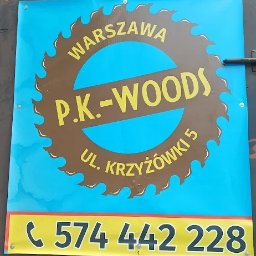 WARSZAWA
P.K.-WOODS
UL. KRZYŻÓWKI 5
574 442 228